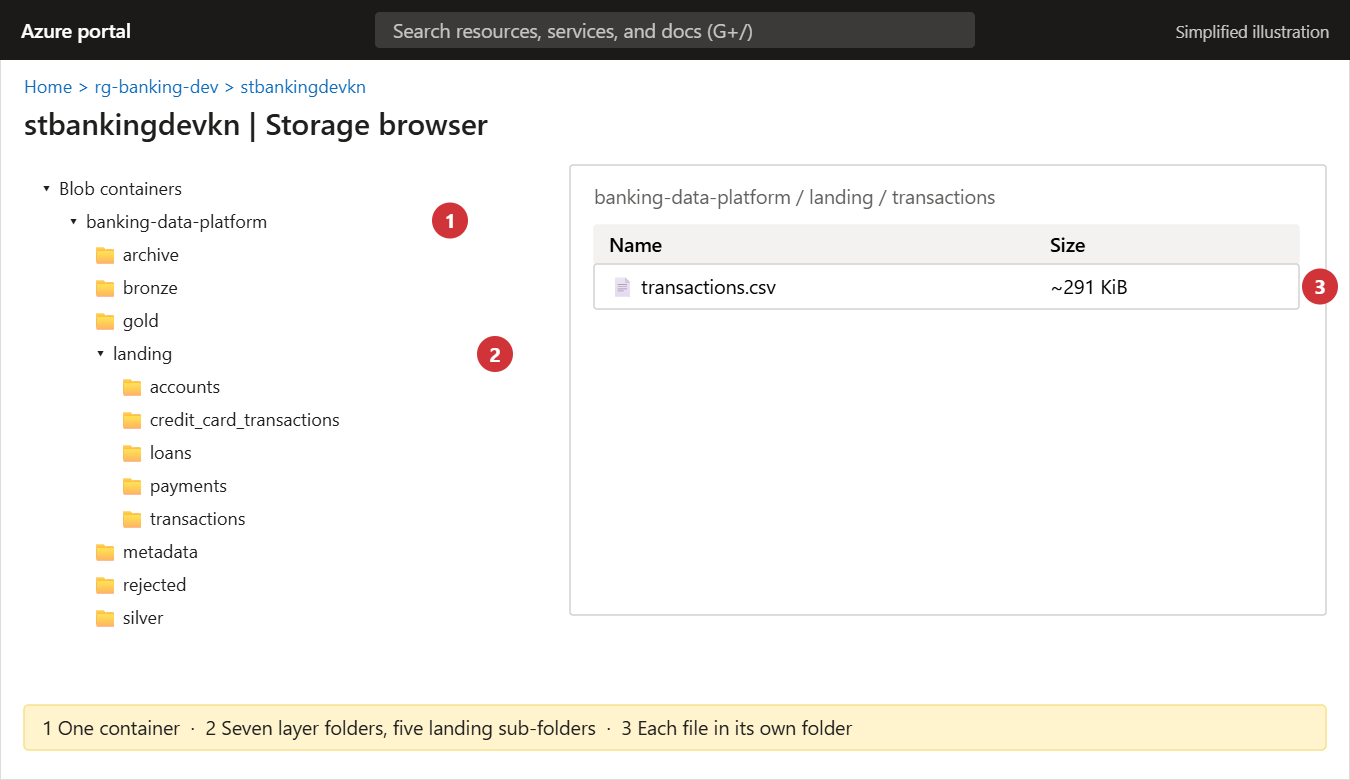 Azure portal
Search resources, services, and docs (G+/)
Simplified illustration
Home > rg-banking-dev > stbankingdevkn
stbankingdevkn | Storage browser
Blob containers
banking-data-platform
1
archive
bronze
gold
landing
2
accounts
credit_card_transactions
loans
payments
transactions
metadata
rejected
silver
banking-data-platform / landing / transactions
Name Size
transactions.csv ~291 KiB
3
1 One container · 2 Seven layer folders, five landing sub-folders · 3 Each file in its own folder